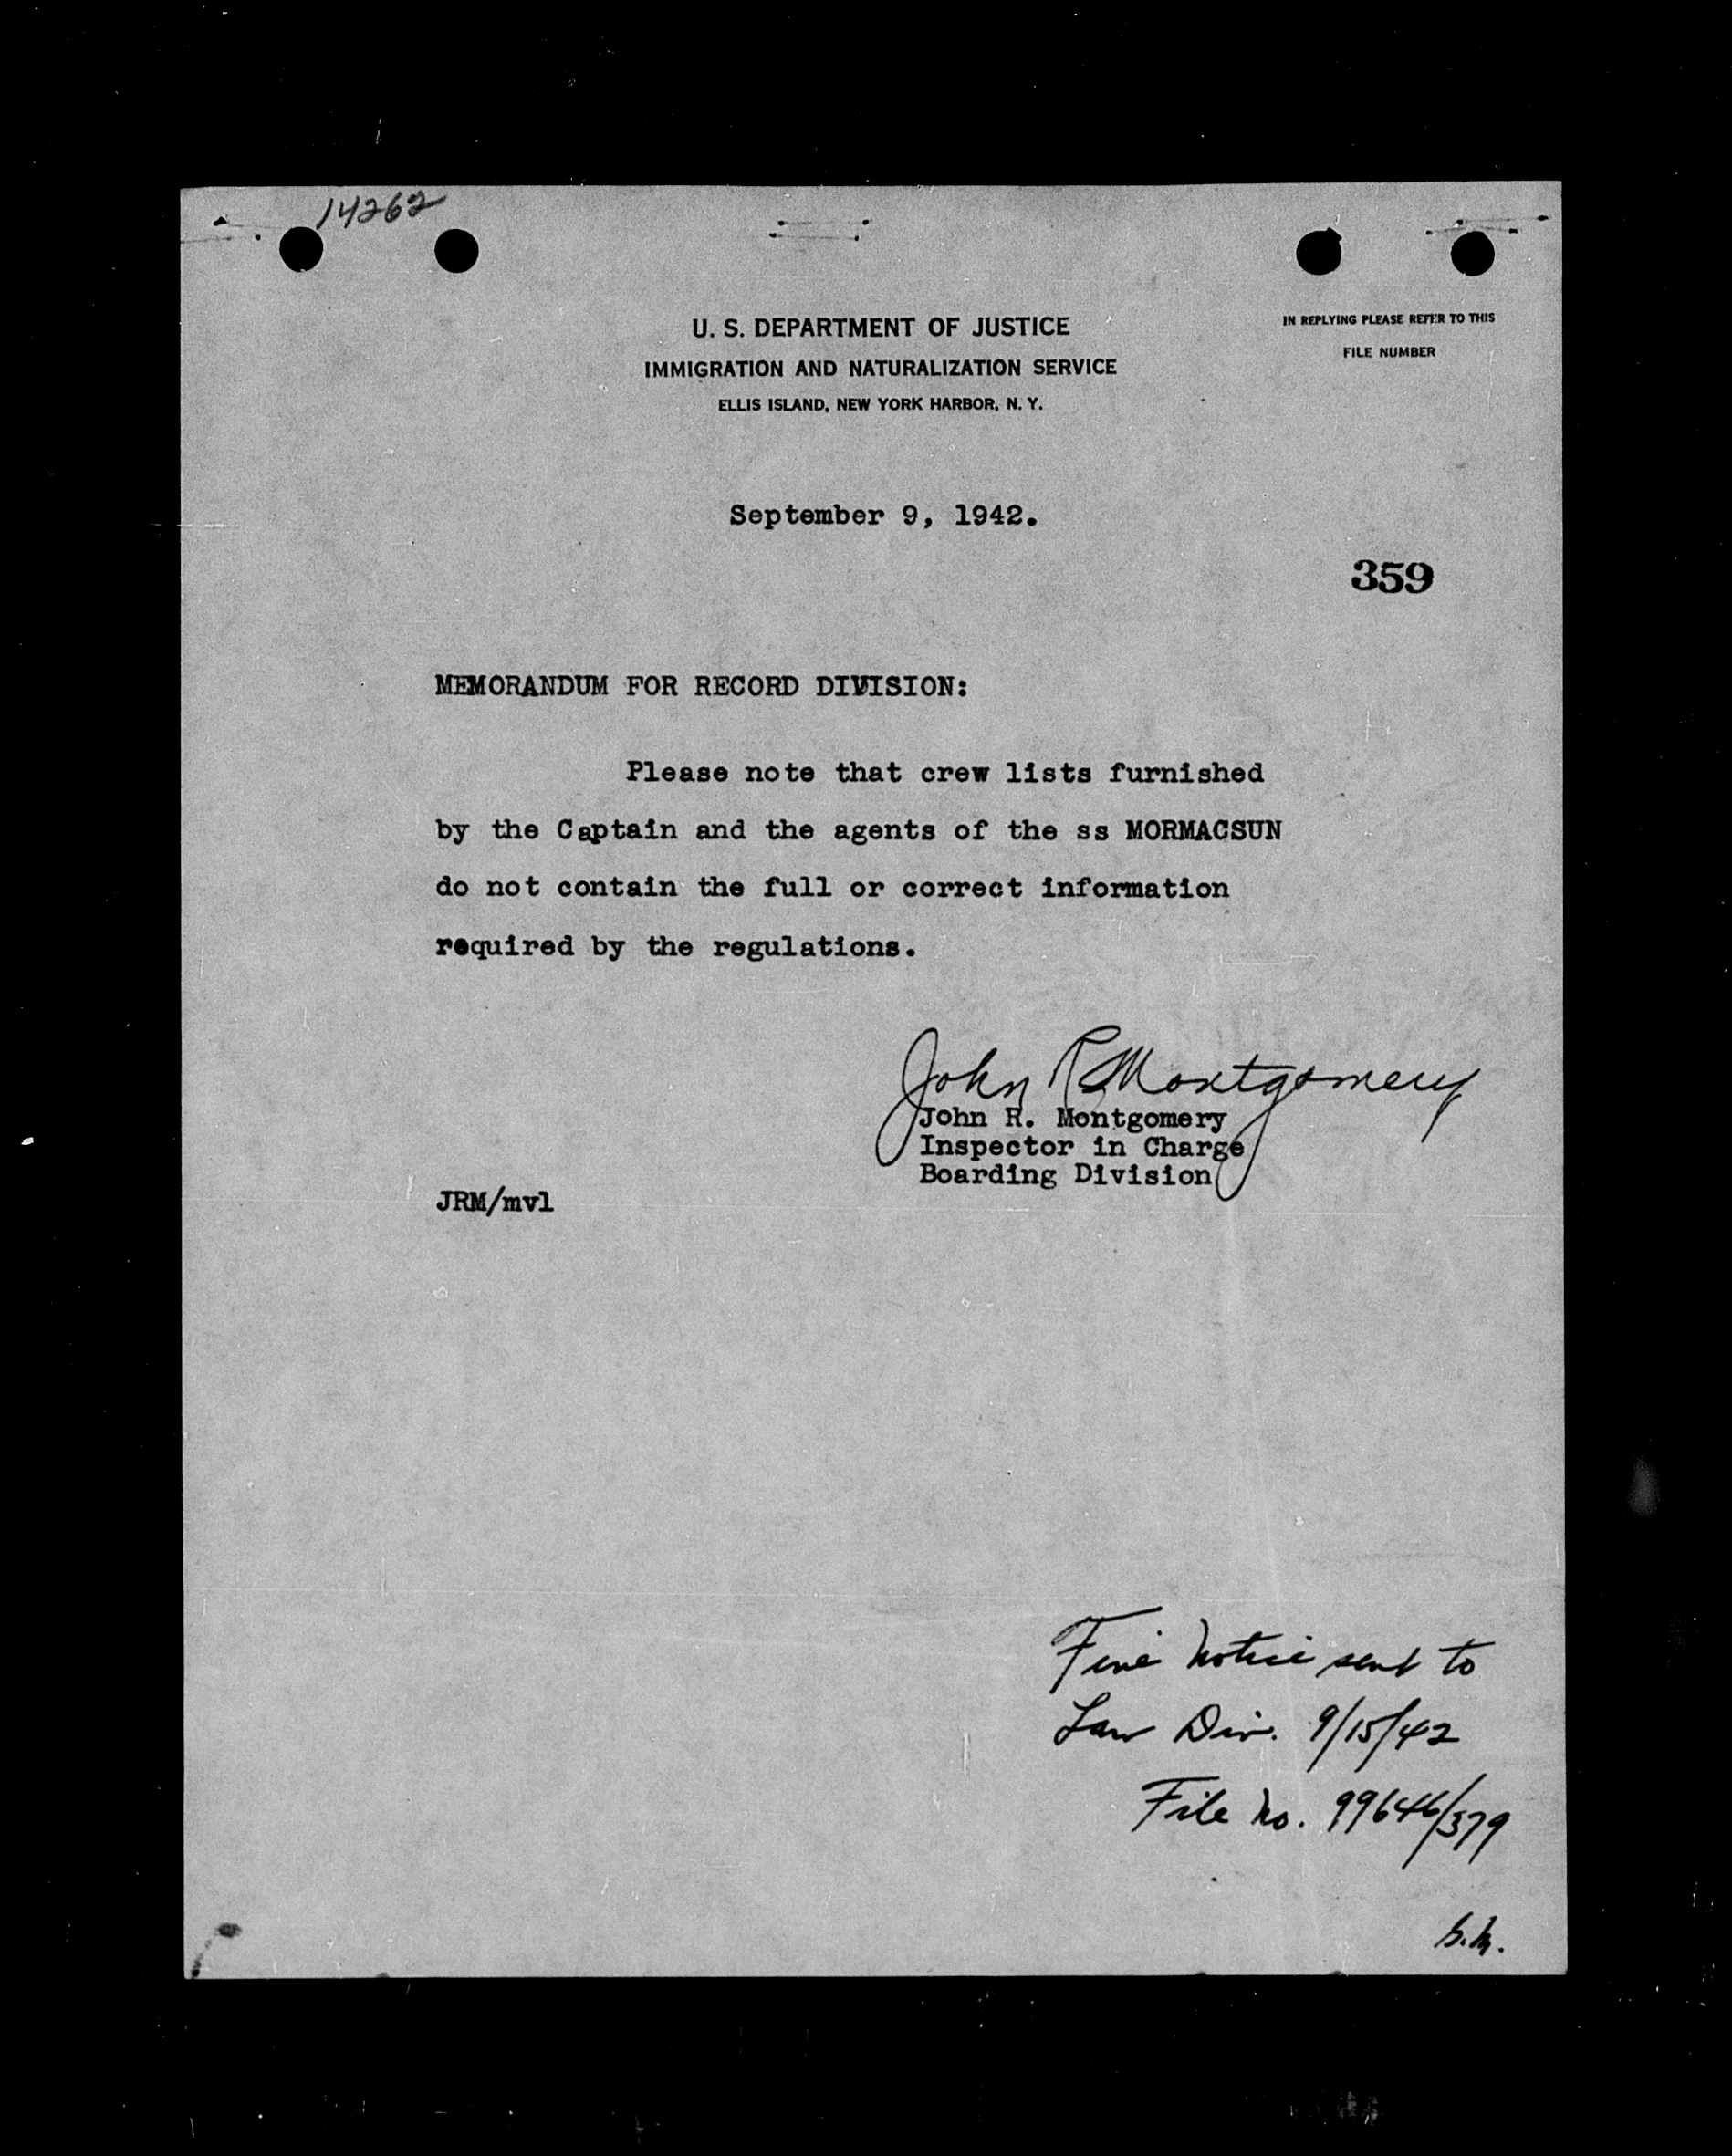 14262
U. S. DEPARTMENT OF JUSTICE
IMMIGRATION AND NATURALIZATION SERVICE
ELLIS ISLAND, NEW YORK HARBOR, N. Y.
IN REPLYING PLEASE REFER TO THIS
FILE NUMBER
September 9, 1942.
359
MEMORANDUM FOR RECORD DIVISION:
Please note that crew lists furnished
by the Captain and the agents of the ss MORMACSUN
do not contain the full or correct information
required by the regulations.
John R Montgomery
John R. Montgomery
Inspector in Charge
Boarding Division
JRM/mvl
Fine notice sent to
Law Div. 9/15/42
File no. 99646/379